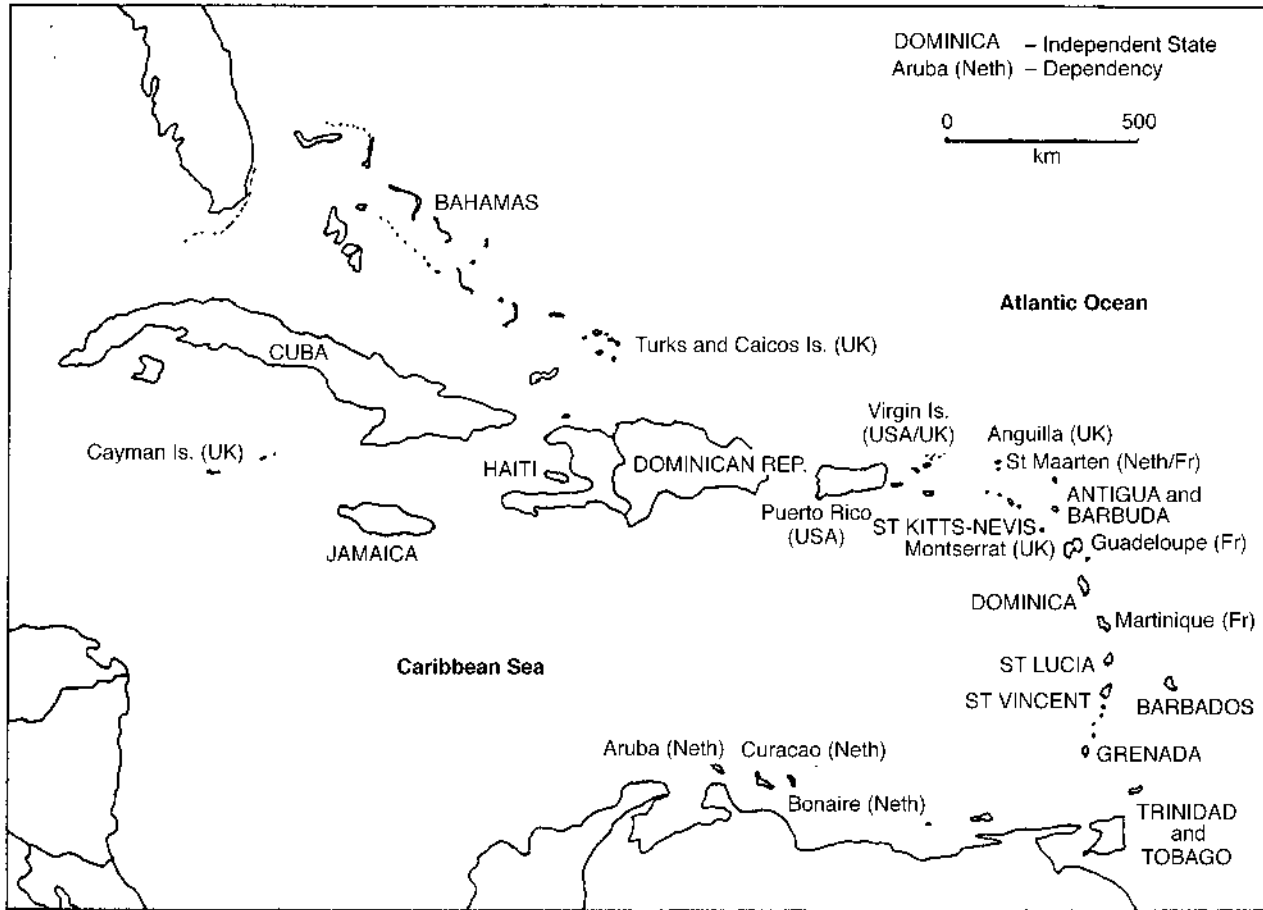 DOMINICA – Independent State
Aruba (Neth) – Dependency
0 500
km
BAHAMAS
Atlantic Ocean
Turks and Caicos Is. (UK)
CUBA
Cayman Is. (UK)
JAMAICA
HAITI
DOMINICAN REP.
Puerto Rico
(USA)
Virgin Is.
(USA/UK)
Anguilla (UK)
St Maarten (Neth/Fr)
ANTIGUA and
BARBUDA
ST KITTS-NEVIS
Montserrat (UK)
Guadeloupe (Fr)
DOMINICA
Martinique (Fr)
Caribbean Sea
ST LUCIA
ST VINCENT
BARBADOS
GRENADA
Aruba (Neth)
Curacao (Neth)
Bonaire (Neth)
TRINIDAD
and
TOBAGO